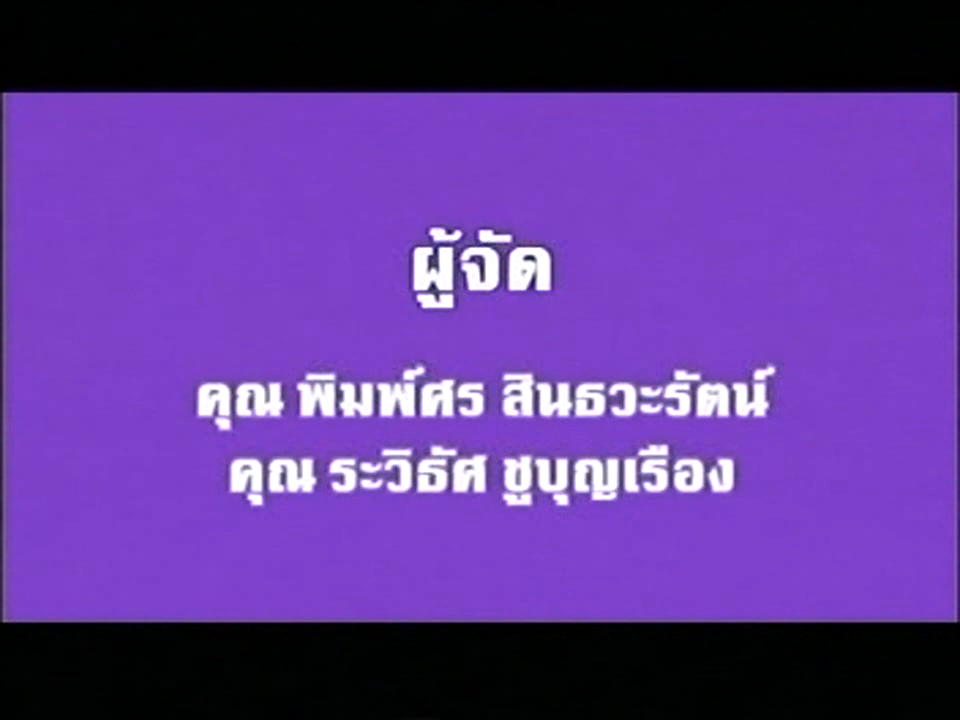 ผู้จัด
คุณ พิมพ์ศร สินธวะรัตน์
คุณ ระวิธัศ ชูบุญเรือง